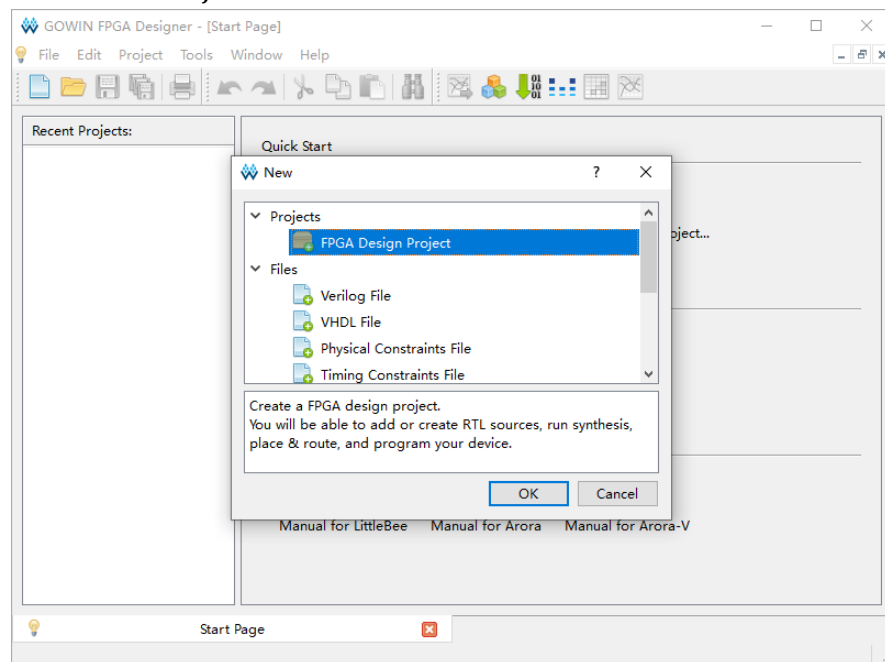 GOWIN FPGA Designer - [Start Page]
File Edit Project Tools Window Help
Recent Projects:
Quick Start
New
Projects
FPGA Design Project
oject...
Files
Verilog File
VHDL File
Physical Constraints File
Timing Constraints File
Create a FPGA design project.
You will be able to add or create RTL sources, run synthesis,
place & route, and program your device.
OK Cancel
Manual for LittleBee Manual for Arora Manual for Arora-V
Start Page